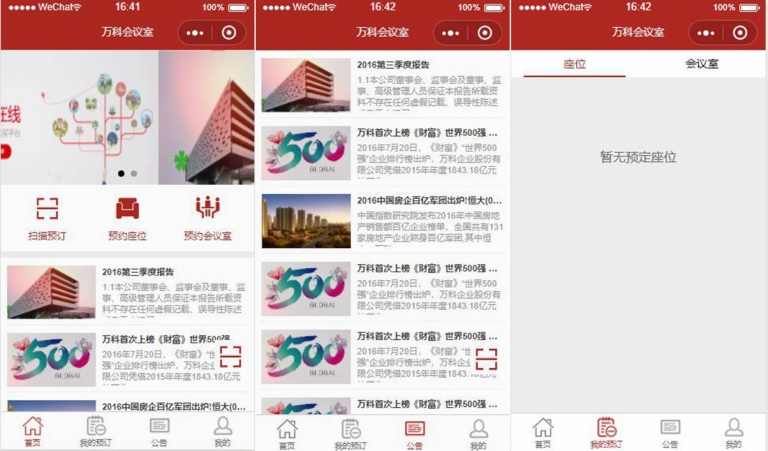 WeChat
16:41
100%
万科会议室
在线
扫描预订
预约座位
预约会议室
2016第三季度报告
1.1本公司董事会、监事会及董事、监
事、高级管理人员保证本报告所载资
料不存在任何虚假记载、误导性陈述
万科首次上榜《财富》世界500强
2016年7月20日，《财富》“世
强”企业排行榜出炉，万科企业
限公司凭借2015年年度1843.18亿元
500
GLOBAL
2016中国房企百亿军团出炉!恒大(0...
首页
我的预订
公告
我的
WeChat
16:42
100%
万科会议室
2016第三季度报告
1.1本公司董事会、监事会及董事、监
事、高级管理人员保证本报告所载资
料不存在任何虚假记载、误导性陈述
万科首次上榜《财富》世界500强 ...
2016年7月20日，《财富》“世界500
强”企业排行榜出炉，万科企业股份有
限公司凭借2015年年度1843.18亿元
500
GLOBAL
2016中国房企百亿军团出炉!恒大(0...
中国指数研究院发布2016年中国房地
产销售额百亿企业榜单，全国共有131
家房地产企业跻身百亿军团,其中恒
万科首次上榜《财富》世界500强 ...
2016年7月20日，《财富》“世界500
强”企业排行榜出炉，万科企业股份有
限公司凭借2015年年度1843.18亿元
500
GLOBAL
万科首次上榜《财富》世界500强 ...
2016年7月20日，《财富》“世界500
强”企业排行榜出炉，万科企
限公司凭借2015年年度1843.18亿元
500
GLOBAL
万科首次上榜《财富》世界500强 ...
首页
我的预订
公告
我的
WeChat
16:42
100%
万科会议室
座位
会议室
暂无预定座位
首页
我的预订
公告
我的